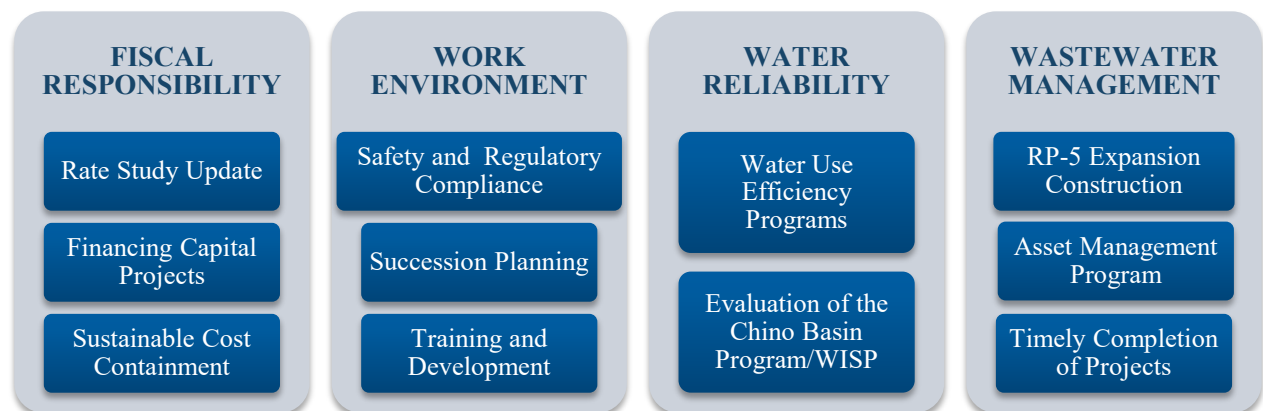 FISCAL
RESPONSIBILITY
Rate Study Update
Financing Capital
Projects
Sustainable Cost
Containment
WORK
ENVIRONMENT
Safety and Regulatory
Compliance
Succession Planning
Training and
Development
WATER
RELIABILITY
Water Use
Efficiency
Programs
Evaluation of the
Chino Basin
Program/WISP
WASTEWATER
MANAGEMENT
RP-5 Expansion
Construction
Asset Management
Program
Timely Completion
of Projects